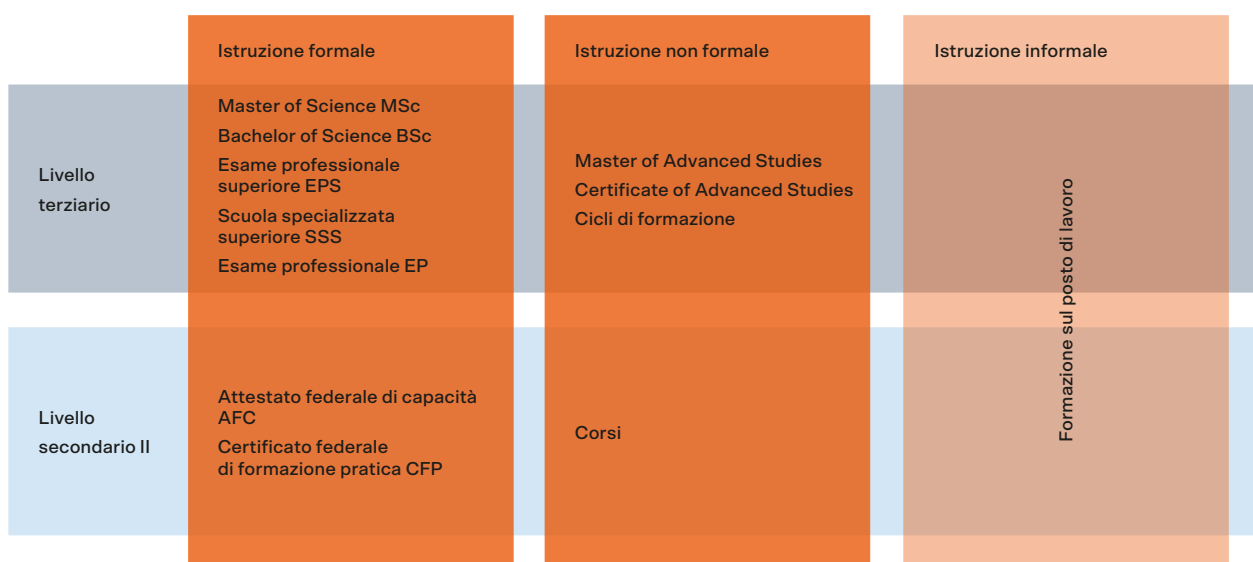 Istruzione formale
Istruzione non formale
Istruzione informale
Livello
terziario
Master of Science MSc
Bachelor of Science BSc
Esame professionale
superiore EPS
Scuola specializzata
superiore SSS
Esame professionale EP
Master of Advanced Studies
Certificate of Advanced Studies
Cicli di formazione
Formazione sul posto di lavoro
Livello
secondario II
Attestato federale di capacità
AFC
Certificato federale
di formazione pratica CFP
Corsi